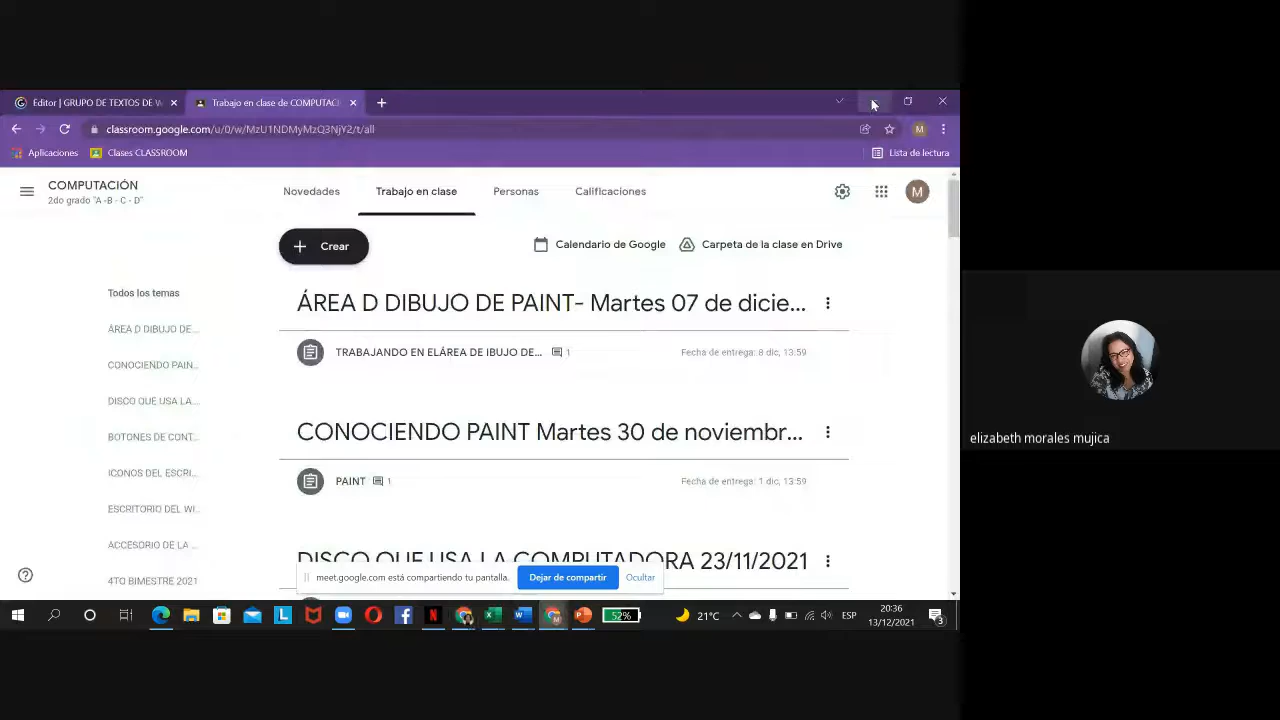 Editor | GRUPO DE TEXTOS DE W
Trabajo en clase de COMPUTAC
classroom.google.com/u/0/w/MzU1NDMyMzQ3NjY2/t/all
Aplicaciones
Clases CLASSROOM
Lista de lectura
COMPUTACIÓN
2do grado "A -B - C - D"
Novedades
Trabajo en clase
Personas
Calificaciones
M
M
Crear
Calendario de Google
Carpeta de la clase en Drive
Todos los temas
ÁREA D DIBUJO DE...
CONOCIENDO PAIN...
DISCO QUE USA LA...
BOTONES DE CONT...
ICONOS DEL ESCRI...
ESCRITORIO DEL WI...
ACCESORIO DE LA ...
4TO BIMESTRE 2021
ÁREA D DIBUJO DE PAINT- Martes 07 de dicie...
TRABAJANDO EN ELÁREA DE IBUJO DE... 1
Fecha de entrega: 8 dic, 13:59
CONOCIENDO PAINT Martes 30 de noviembr...
PAINT 1
Fecha de entrega: 1 dic, 13:59
DISCO QUE USA LA COMPUTADORA 23/11/2021
meet.google.com está compartiendo tu pantalla.
Dejar de compartir
Ocultar
52%
21°C
ESP
20:36
13/12/2021
3
elizabeth morales mujica